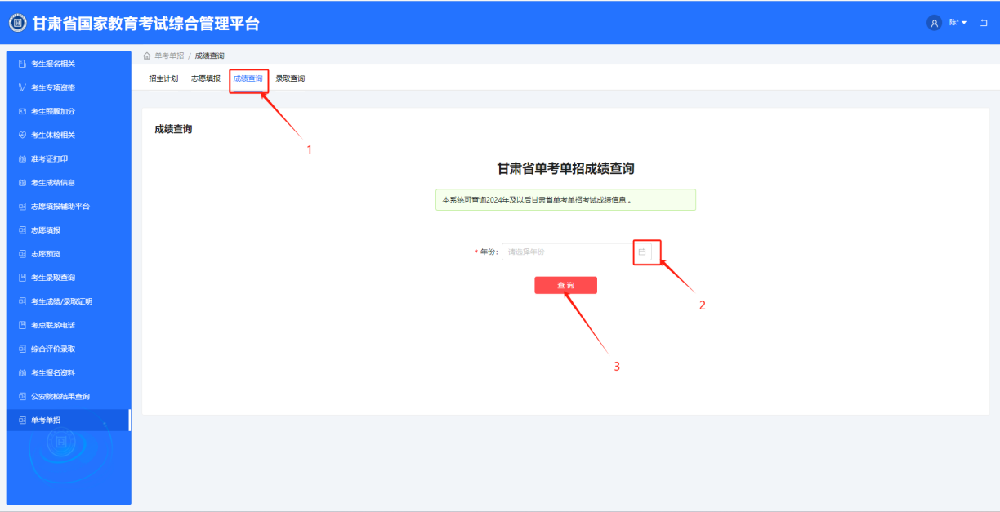 甘肃省国家教育考试综合管理平台
陈*
考生报名相关
考生专项资格
考生照顾加分
考生体检相关
准考证打印
考生成绩信息
志愿填报辅助平台
志愿填报
志愿预览
考生录取查询
考生成绩/录取证明
考点联系电话
综合评价录取
考生报名资料
公安院校结果查询
单考单招
单考单招 / 成绩查询
招生计划 志愿填报 成绩查询 录取查询
1
成绩查询
甘肃省单考单招成绩查询
本系统可查询2024年及以后甘肃省单考单招考试成绩信息。
* 年份: 请选择年份
2
查 询
3